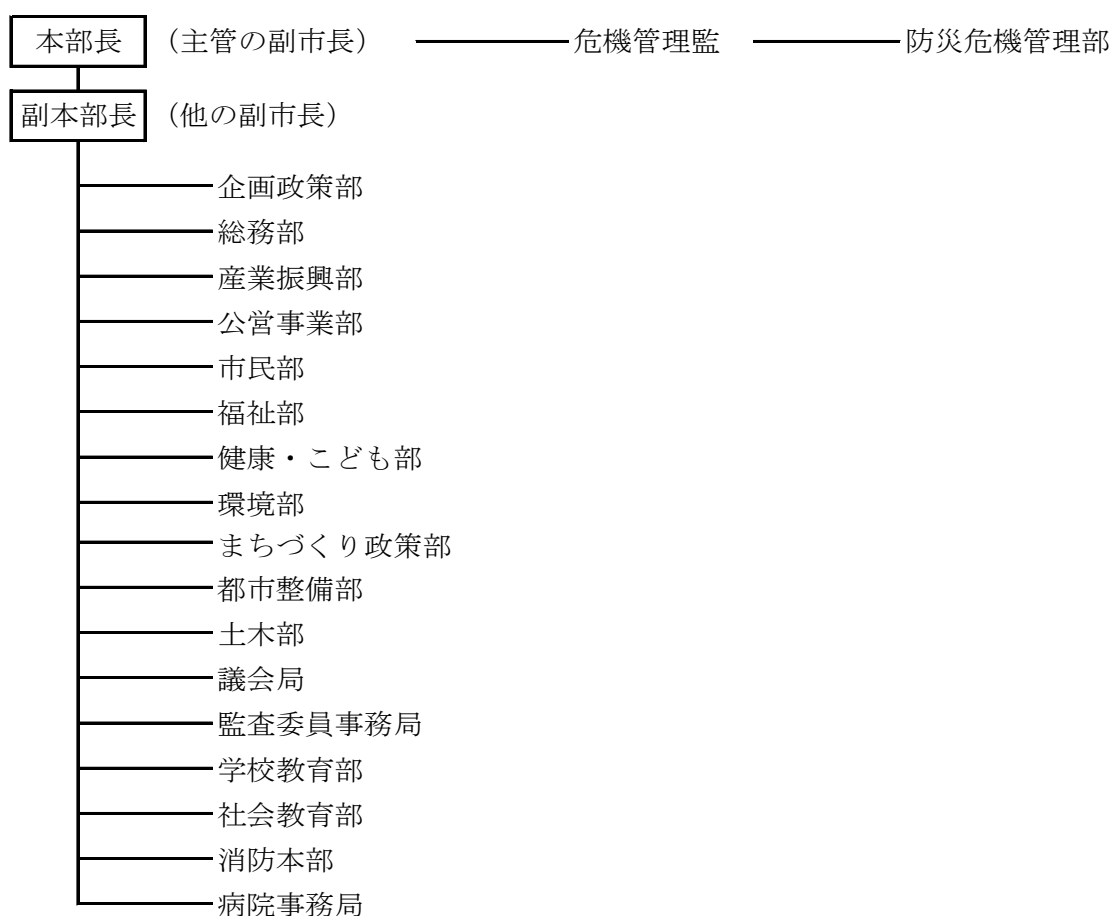 本部長 (主管の副市長) 危機管理監 防災危機管理部
副本部長 (他の副市長)
企画政策部
総務部
産業振興部
公営事業部
市民部
福祉部
健康・こども部
環境部
まちづくり政策部
都市整備部
土木部
議会局
監査委員事務局
学校教育部
社会教育部
消防本部
病院事務局